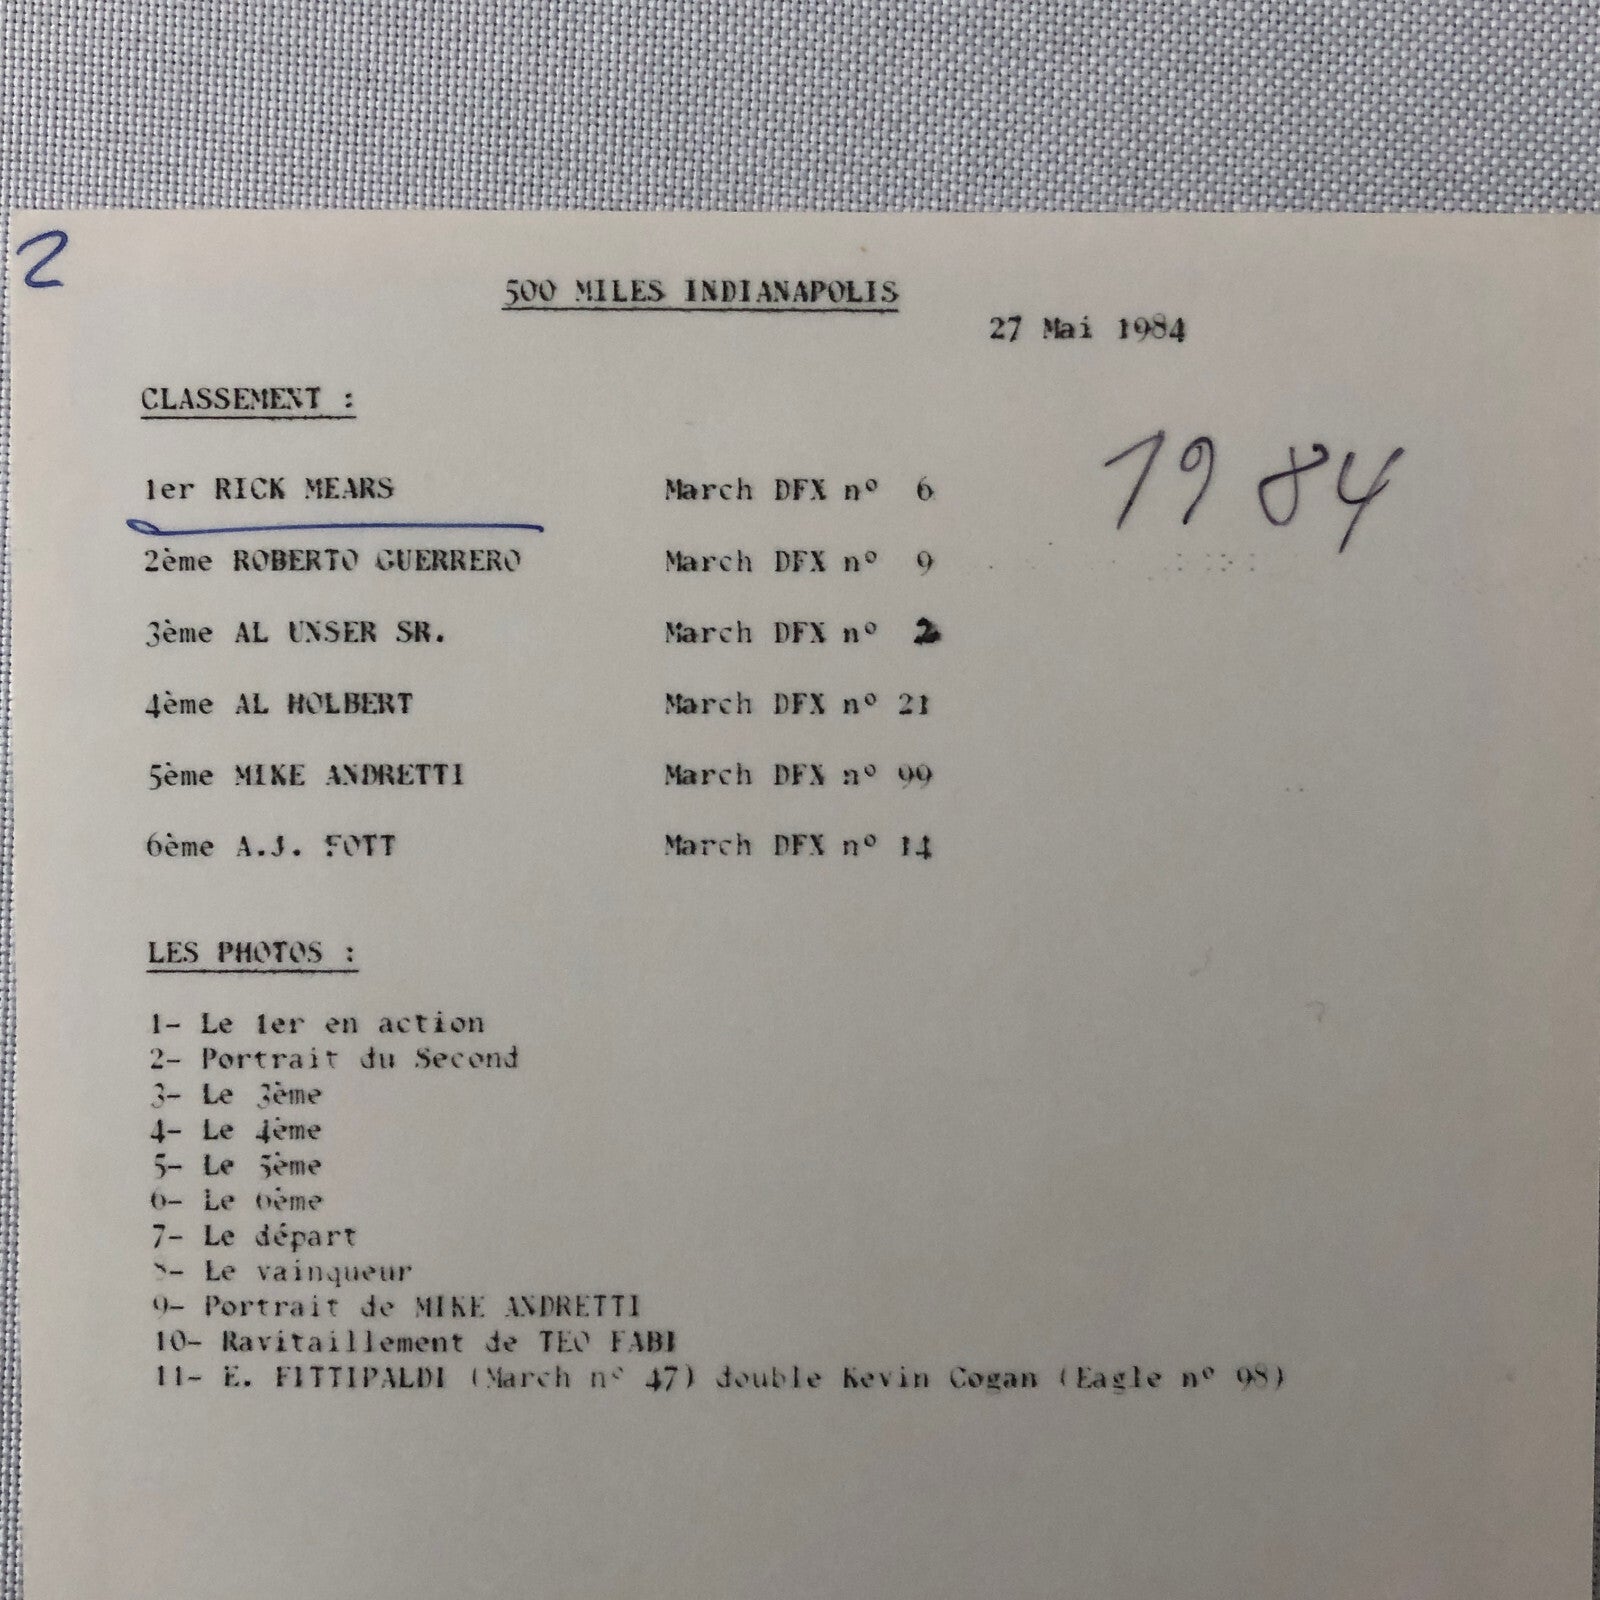 2
500 MILES INDIANAPOLIS
27 Mai 1984
CLASSEMENT :
1984
1er RICK MEARS March DFX n° 6
2ème ROBERTO GUERRERO March DFX n° 9
3ème AL UNSER SR. March DFX n° 2
4ème AL HOLBERT March DFX n° 21
5ème MIKE ANDRETTI March DFX n° 99
6ème A.J. FOTT March DFX n° 14
LES PHOTOS :
1- Le 1er en action
2- Portrait du Second
3- Le 3ème
4- Le 4ème
5- Le 5ème
6- Le 6ème
7- Le départ
8- Le vainqueur
9- Portrait de MIKE ANDRETTI
10- Ravitaillement de TEO FABI
11- E. FITTIPALDI (March n° 47) double Kevin Cogan (Eagle n° 98)